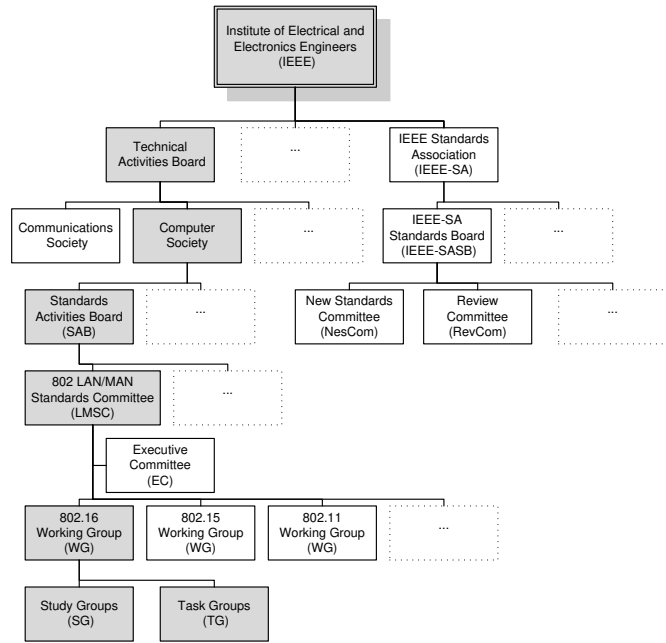 Institute of Electrical and
Electronics Engineers
(IEEE)
Technical
Activities Board
...
IEEE Standards
Association
(IEEE-SA)
Communications
Society
Computer
Society
...
IEEE-SA
Standards Board
(IEEE-SASB)
...
Standards
Activities Board
(SAB)
...
New Standards
Committee
(NesCom)
Review
Committee
(RevCom)
...
802 LAN/MAN
Standards Committee
(LMSC)
...
Executive
Committee
(EC)
802.16
Working Group
(WG)
802.15
Working Group
(WG)
802.11
Working Group
(WG)
...
Study Groups
(SG)
Task Groups
(TG)